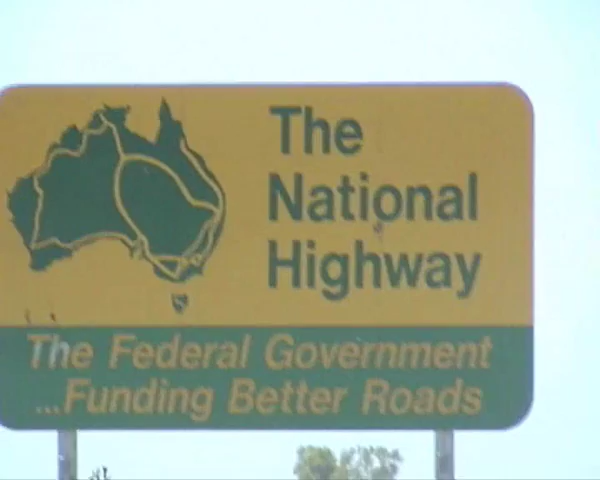 The
National
Highway
The Federal Government
...Funding Better Roads